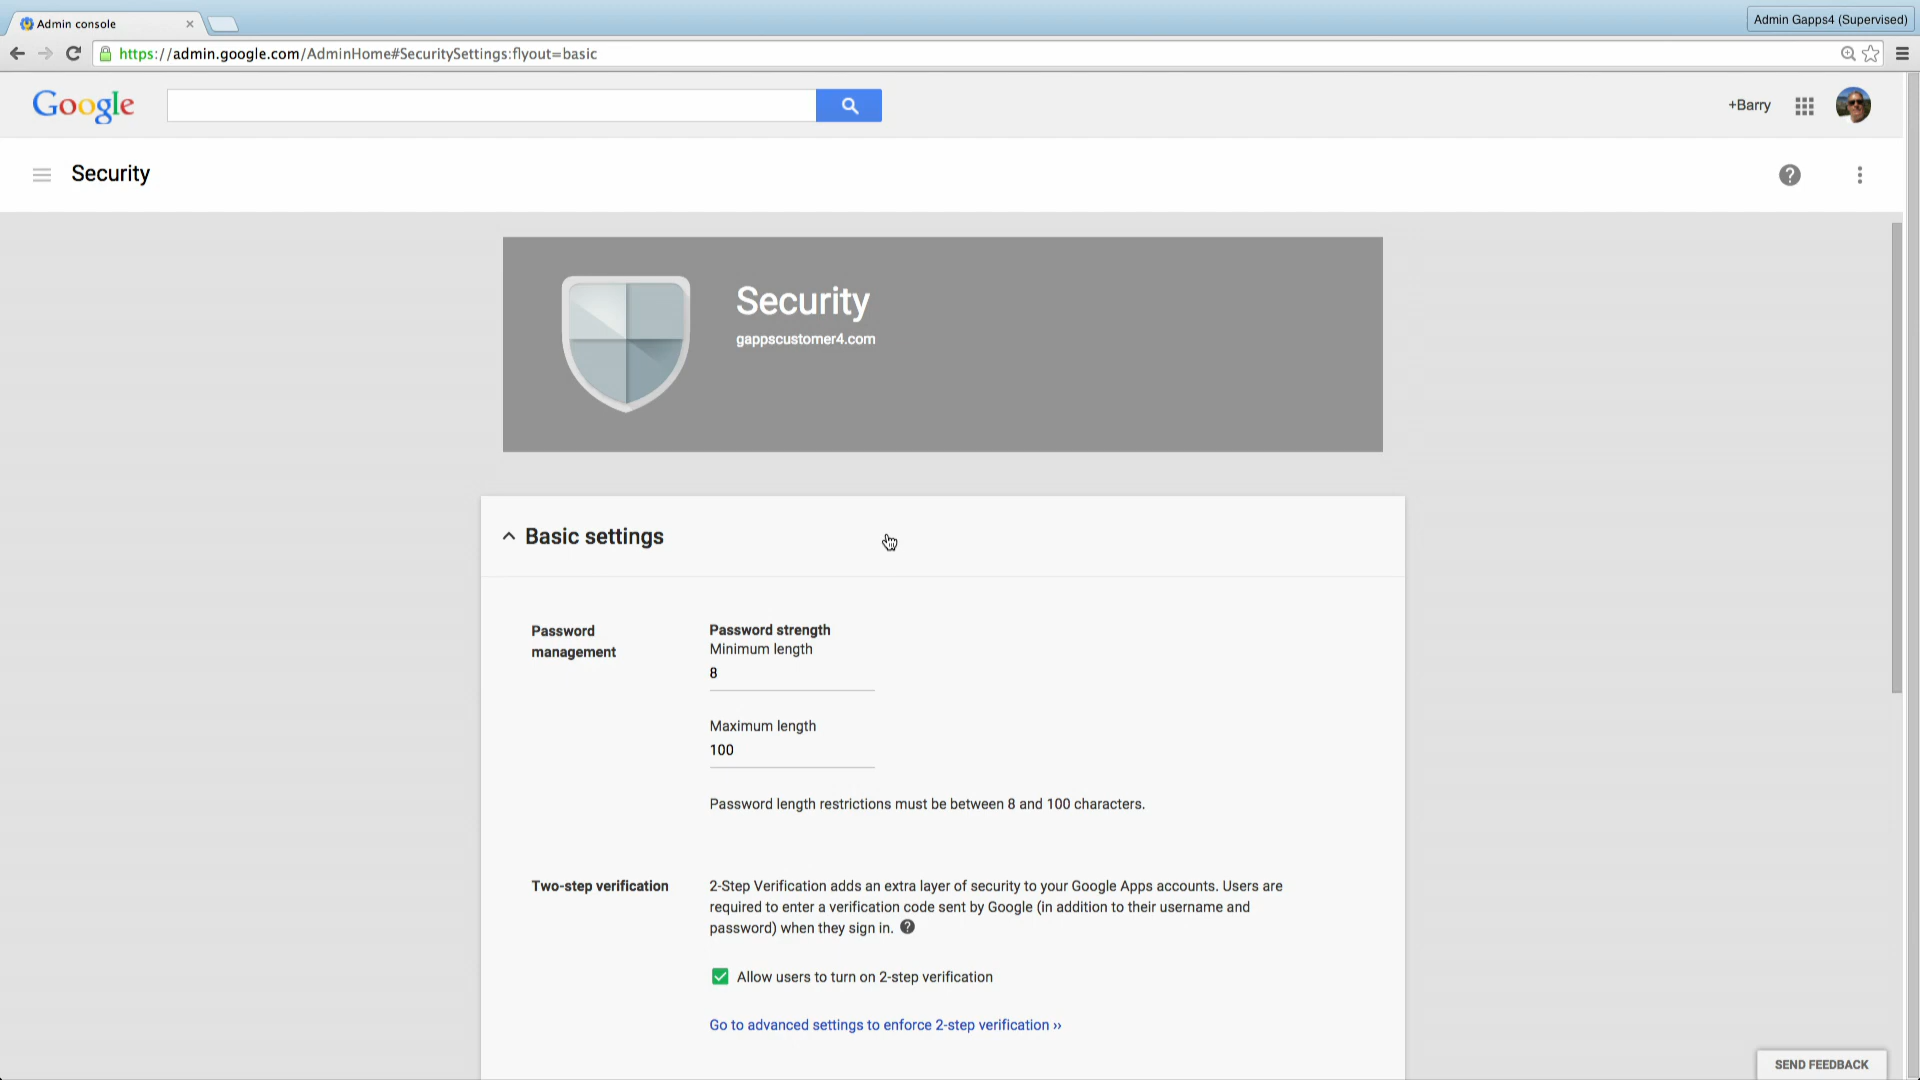 Admin console
Admin Gapps4 (Supervised)
https://admin.google.com/AdminHome#SecuritySettings:flyout=basic
Google
+Barry
Security
Security
gappscustomer4.com
Basic settings
Password management
Password strength
Minimum length
8
Maximum length
100
Password length restrictions must be between 8 and 100 characters.
Two-step verification
2-Step Verification adds an extra layer of security to your Google Apps accounts. Users are
required to enter a verification code sent by Google (in addition to their username and
password) when they sign in.
Allow users to turn on 2-step verification
Go to advanced settings to enforce 2-step verification ››
SEND FEEDBACK